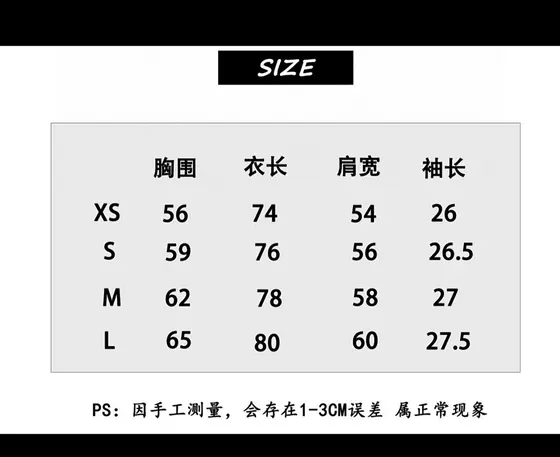 SIZE
胸围 衣长 肩宽 袖长
XS 56 74 54 26
S 59 76 56 26.5
M 62 78 58 27
L 65 80 60 27.5
PS：因手工测量，会存在1-3CM误差 属正常现象